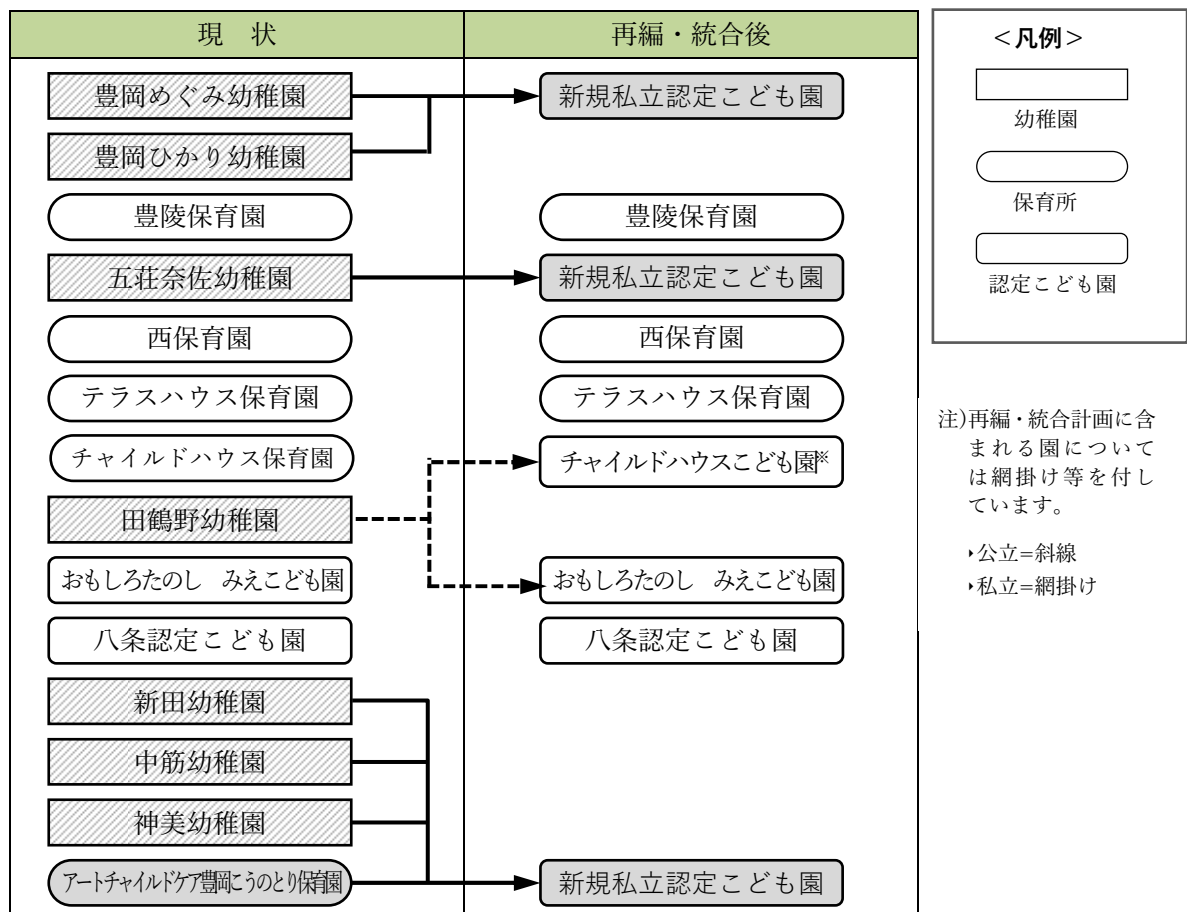 現　状
再編・統合後
豊岡めぐみ幼稚園
新規私立認定こども園
豊岡ひかり幼稚園
豊陵保育園
豊陵保育園
五荘奈佐幼稚園
新規私立認定こども園
西保育園
西保育園
テラスハウス保育園
テラスハウス保育園
チャイルドハウス保育園
チャイルドハウスこども園※
田鶴野幼稚園
おもしろたのし　みえこども園
おもしろたのし　みえこども園
八条認定こども園
八条認定こども園
新田幼稚園
中筋幼稚園
神美幼稚園
アートチャイルドケア豊岡こうのとり保育園
新規私立認定こども園
＜凡例＞
幼稚園
保育所
認定こども園
注)再編・統合計画に含
まれる園について
は網掛け等を付し
ています。
▸公立=斜線
▸私立=網掛け